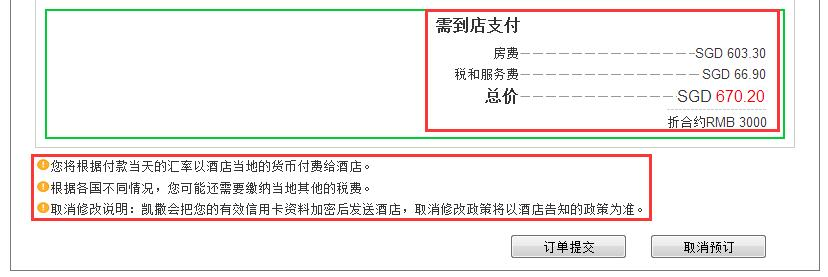 需到店支付
房费 SGD 603.30
税和服务费 SGD 66.90
总价 SGD 670.20
折合约RMB 3000
您将根据付款当天的汇率以酒店当地的货币付费给酒店。
根据各国不同情况，您可能还需要缴纳当地其他的税费。
取消修改说明：凯撒会把您的有效信用卡资料加密后发送酒店，取消修改政策将以酒店告知的政策为准。
订单提交 取消预订